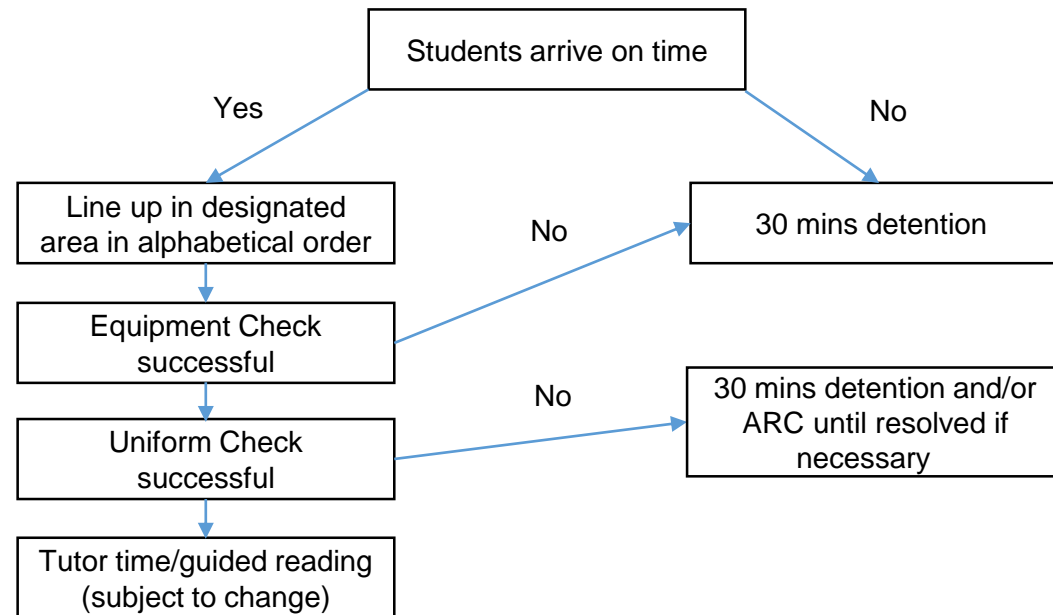 Students arrive on time
Yes
No
Line up in designated
area in alphabetical order
No
30 mins detention
Equipment Check
successful
No
30 mins detention and/or
ARC until resolved if
necessary
Uniform Check
successful
Tutor time/guided reading
(subject to change)